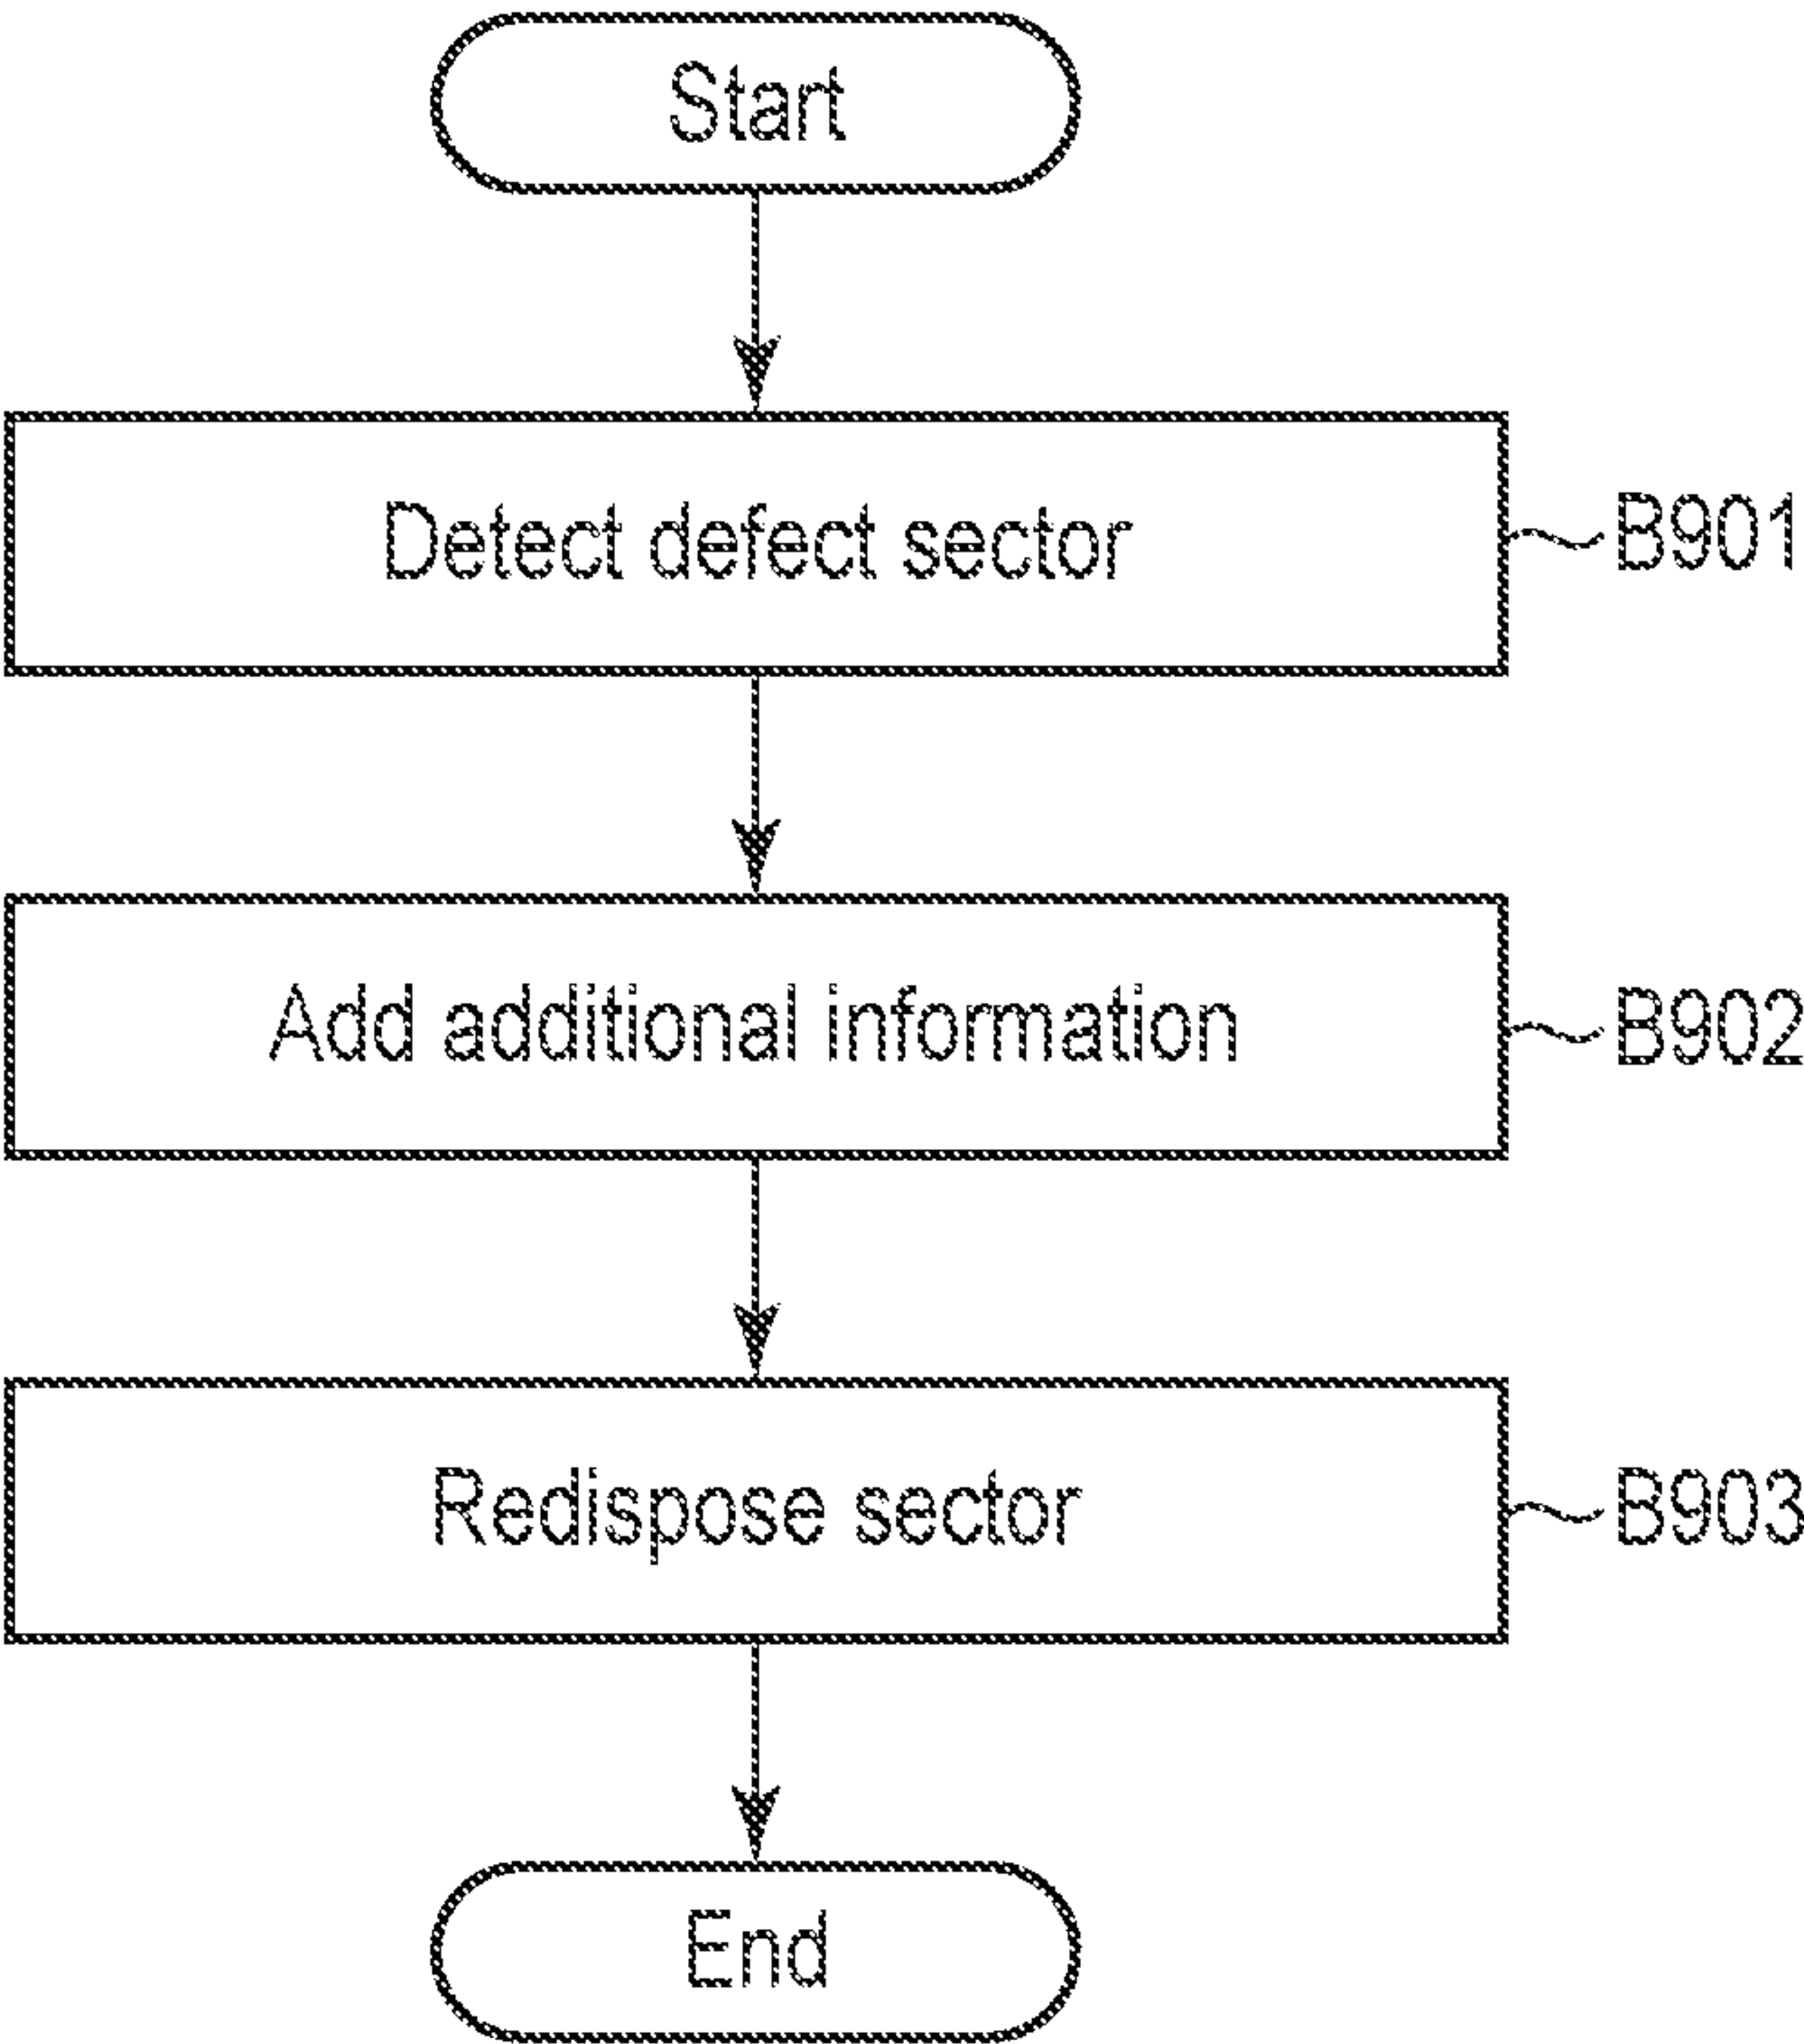 Start
Detect defect sector
B901
Add additional information
B902
Redispose sector
B903
End